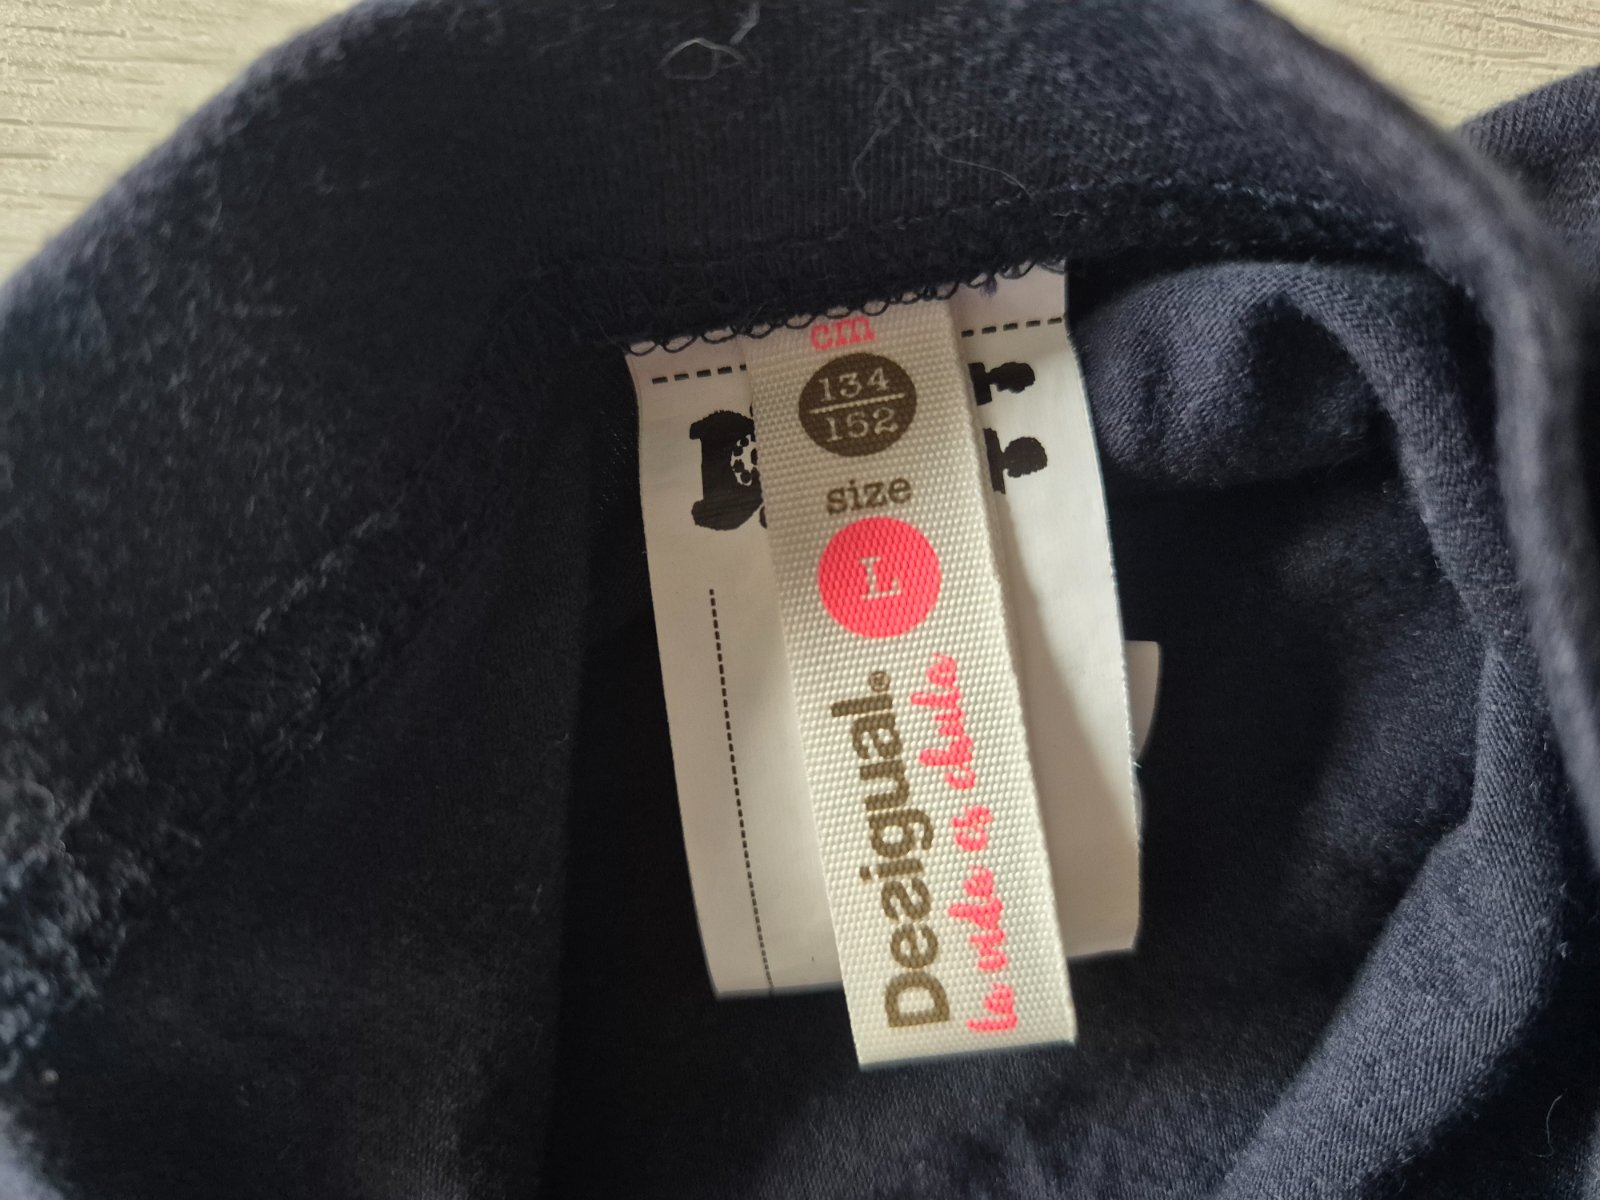 cm
134
152
size
L
Desigual®
la vida es chula